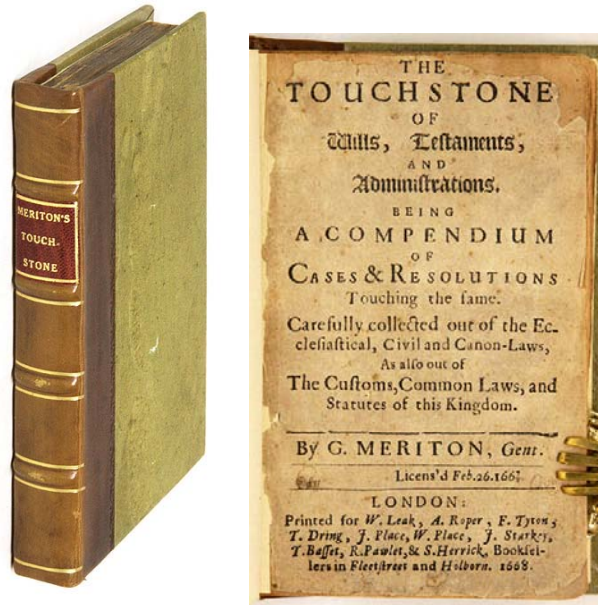 MERITON'S
TOUCH-
STONE
THE
TOUCHSTONE
OF
Wills, Teſtaments,
AND
Adminiſtrations.
BEING
A COMPENDIUM
OF
CASES & RESOLUTIONS
Touching the ſame.
Carefully collected out of the Ec-
cleſiaſtical, Civil and Canon-Laws,
As alſo out of
The Cuſtoms, Common Laws, and
Statutes of this Kingdom.
By G. MERITON, Gent.
Licens'd Feb. 26. 166
LONDON:
Printed for W. Leak, A. Roper, F. Tyton,
T. Dring, J. Place, W. Place, J. Starkey,
T. Baſſet, R. Pawlet, & S. Herrick, Bookſel-
lers in Fleetſtreet and Holborn. 1668.